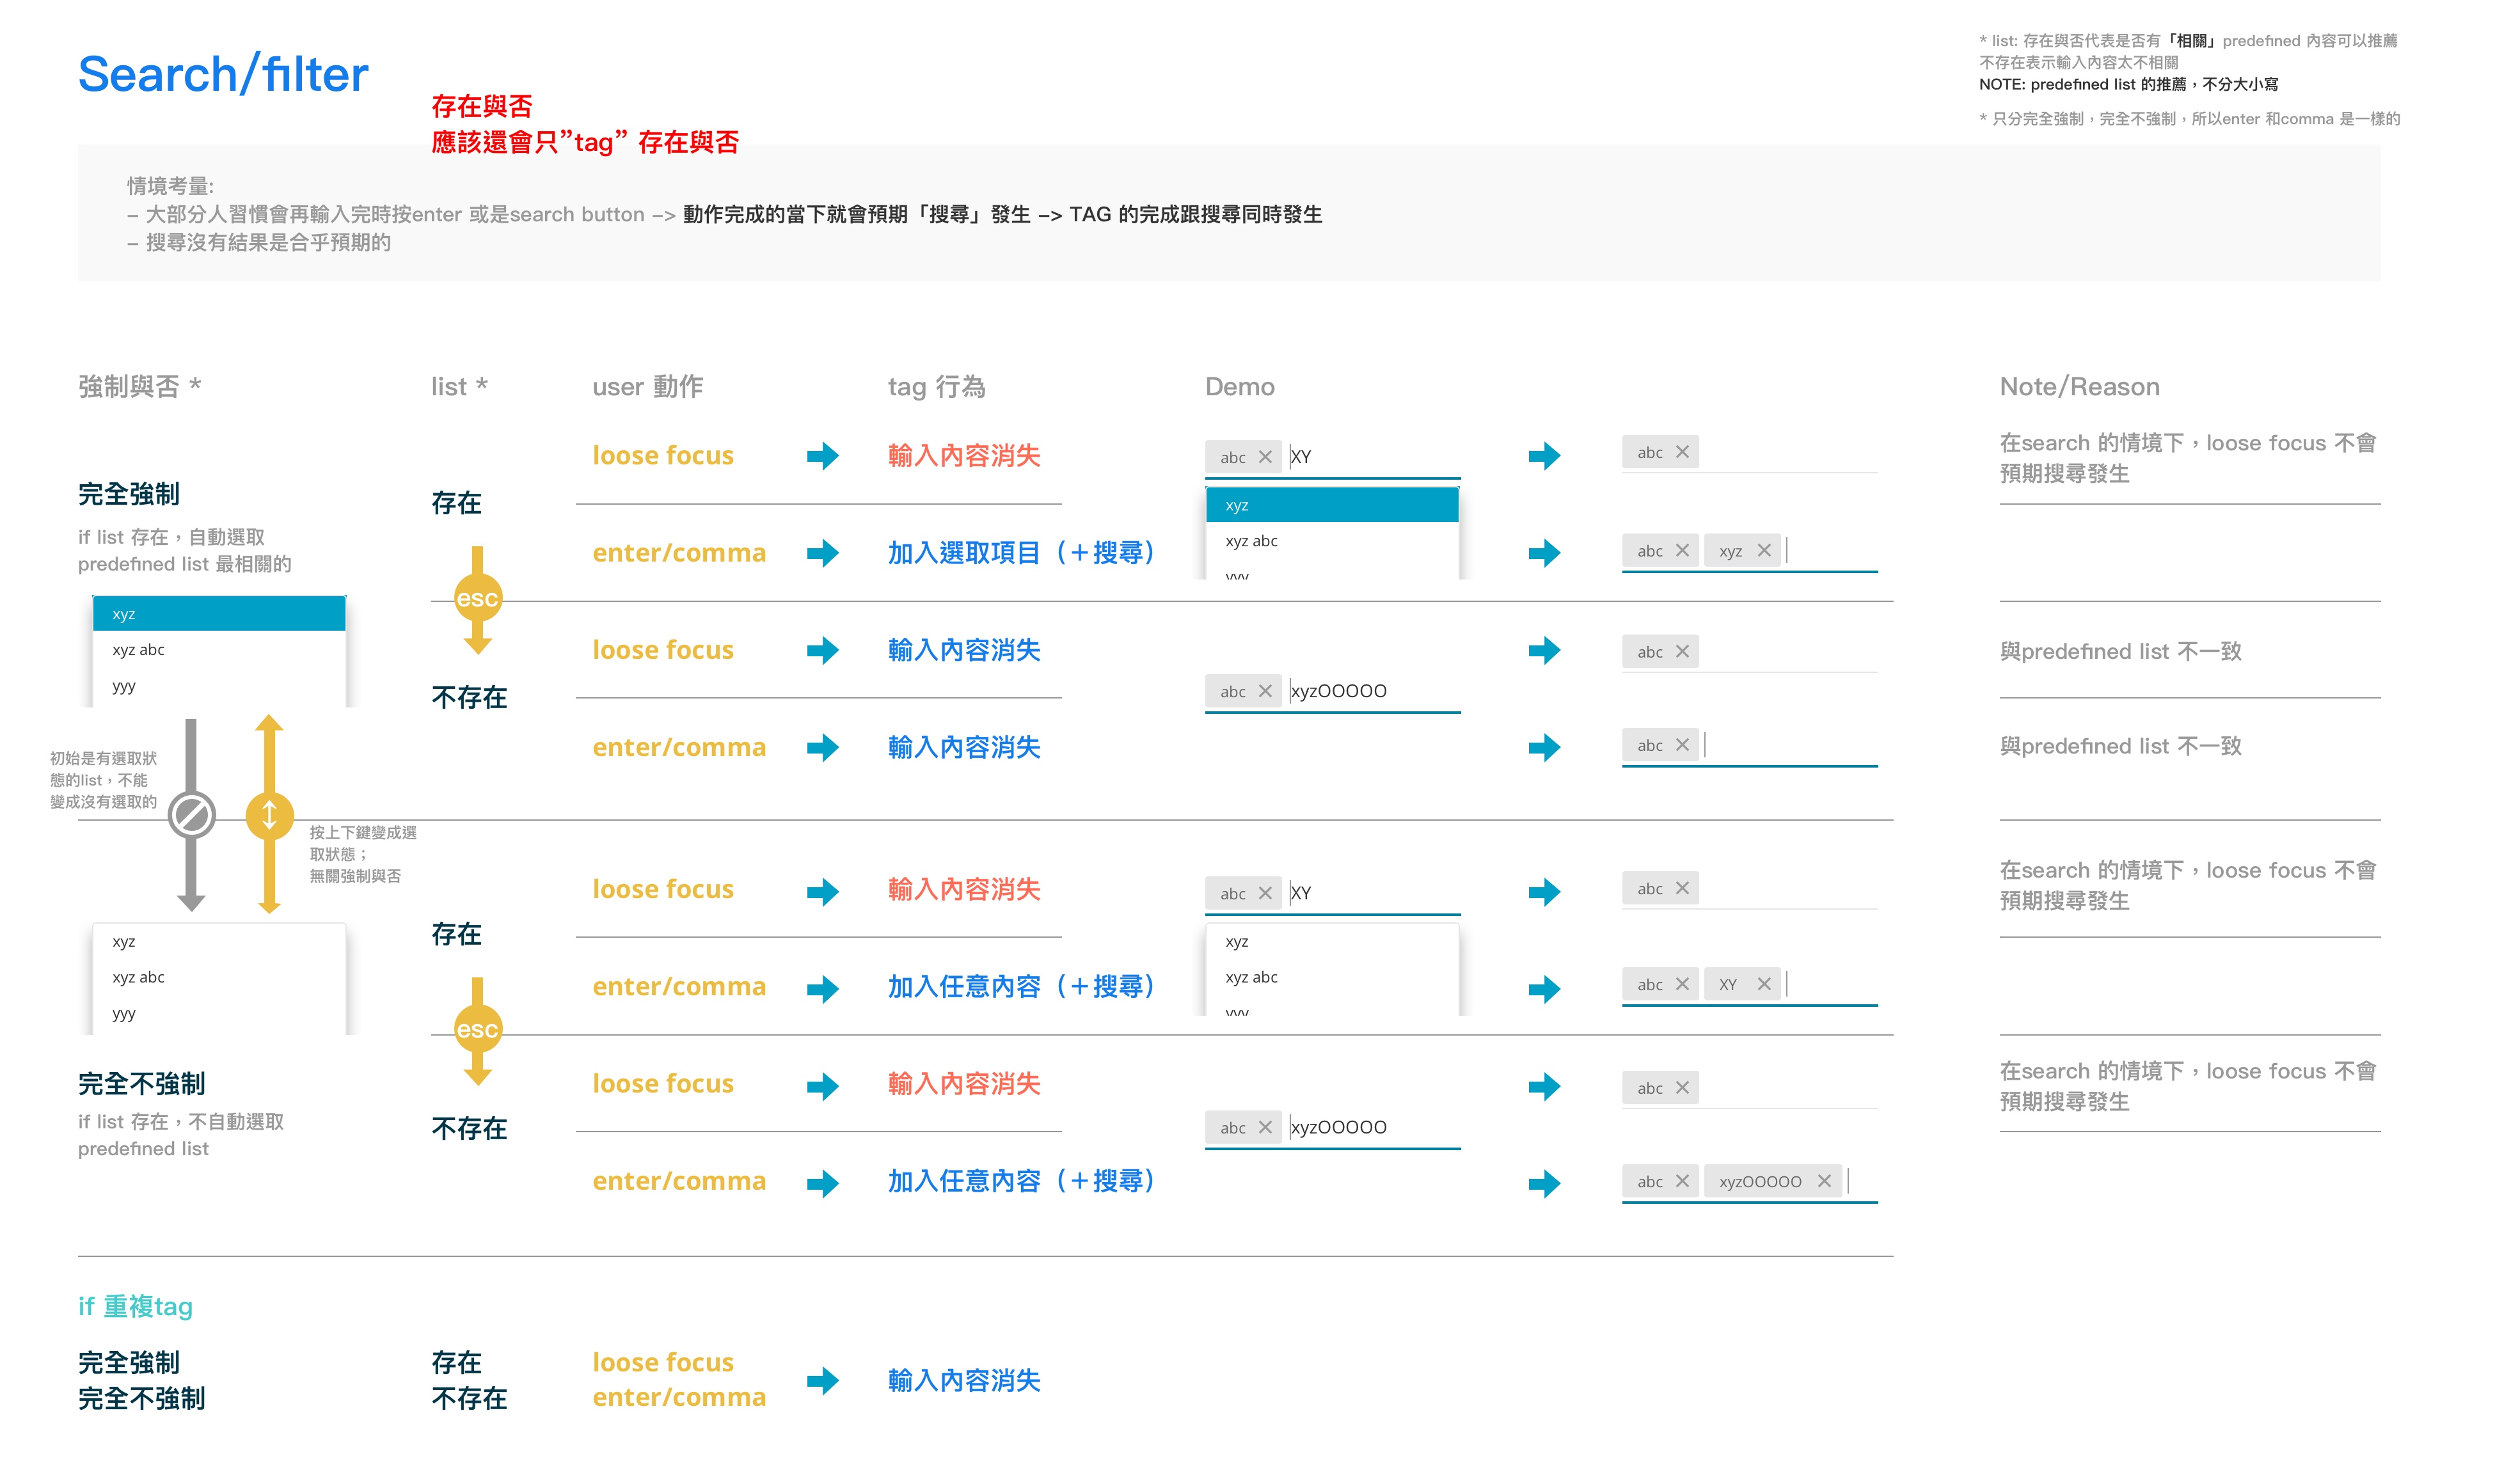 Search/filter
* list: 存在與否代表是否有「相關」predefined 內容可以推薦
不存在表示輸入內容太不相關
NOTE: predefined list 的推薦，不分大小寫
* 只分完全強制，完全不強制，所以enter 和comma 是一樣的
存在與否
應該還會只”tag” 存在與否
情境考量:
– 大部分人習慣會再輸入完時按enter 或是search button –> 動作完成的當下就會預期「搜尋」發生 –> TAG 的完成跟搜尋同時發生
– 搜尋沒有結果是合乎預期的
強制與否 *
list *
user 動作
tag 行為
Demo
Note/Reason
完全強制
if list 存在，自動選取
predefined list 最相關的
xyz
xyz abc
yyy
存在
esc
loose focus
輸入內容消失
abc
XY
xyz
xyz abc
yyy
abc
在search 的情境下，loose focus 不會
預期搜尋發生
enter/comma
加入選取項目（＋搜尋）
abc
xyz
不存在
loose focus
輸入內容消失
abc
xyzOOOOO
abc
與predefined list 不一致
enter/comma
輸入內容消失
abc
與predefined list 不一致
初始是有選取狀
態的list，不能
變成沒有選取的
按上下鍵變成選
取狀態；
無關強制與否
xyz
xyz abc
yyy
完全不強制
if list 存在，不自動選取
predefined list
存在
esc
loose focus
輸入內容消失
abc
XY
xyz
xyz abc
yyy
abc
在search 的情境下，loose focus 不會
預期搜尋發生
enter/comma
加入任意內容（＋搜尋）
abc
XY
不存在
loose focus
輸入內容消失
abc
xyzOOOOO
abc
在search 的情境下，loose focus 不會
預期搜尋發生
enter/comma
加入任意內容（＋搜尋）
abc
xyzOOOOO
if 重複tag
完全強制
完全不強制
存在
不存在
loose focus
enter/comma
輸入內容消失